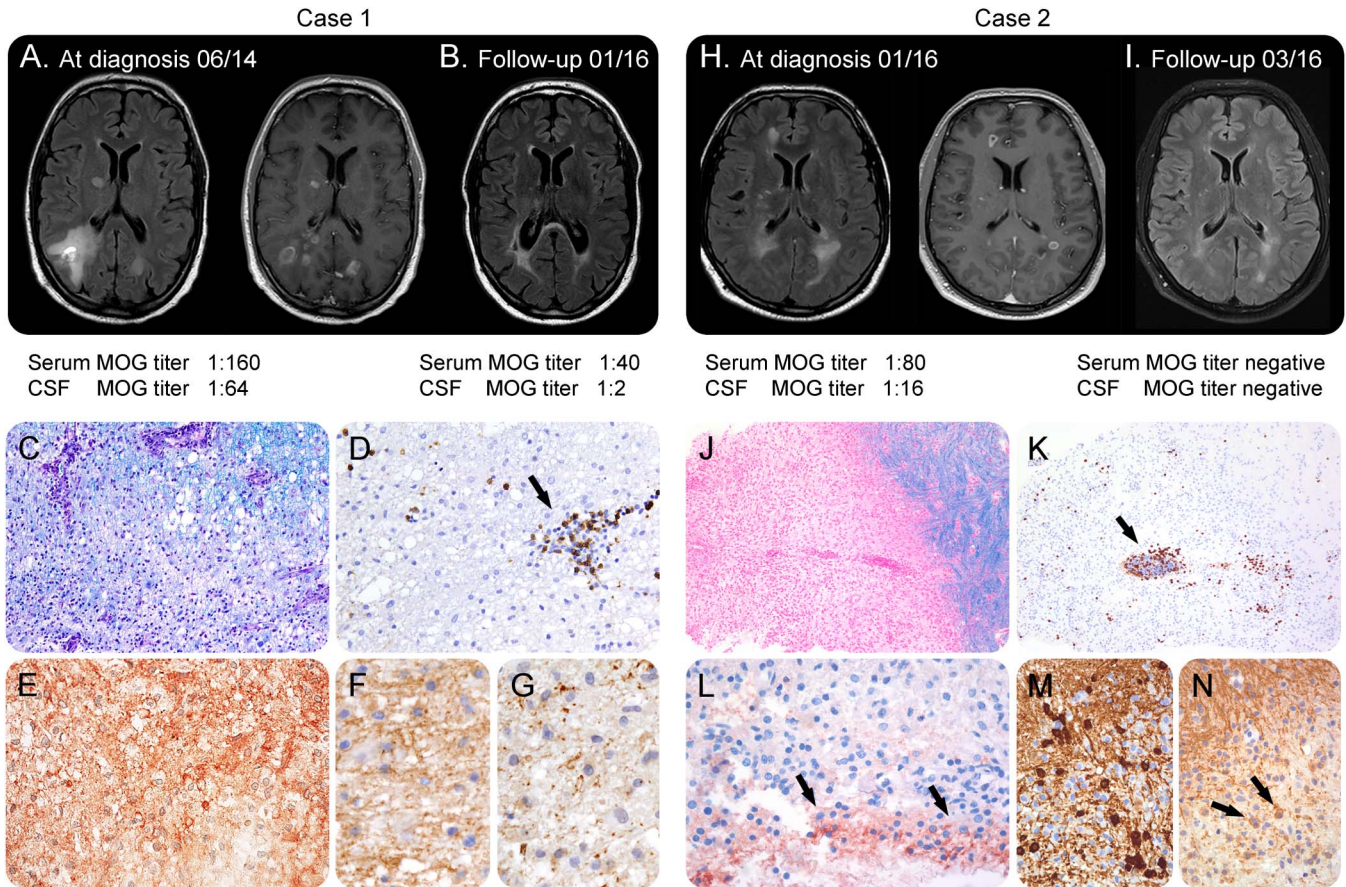 Case 1
Case 2
A. At diagnosis 06/14
B. Follow-up 01/16
H. At diagnosis 01/16
I. Follow-up 03/16
Serum MOG titer 1:160
CSF MOG titer 1:64
Serum MOG titer 1:40
CSF MOG titer 1:2
Serum MOG titer 1:80
CSF MOG titer 1:16
Serum MOG titer negative
CSF MOG titer negative
C
D
J
K
E
F
G
L
M
N